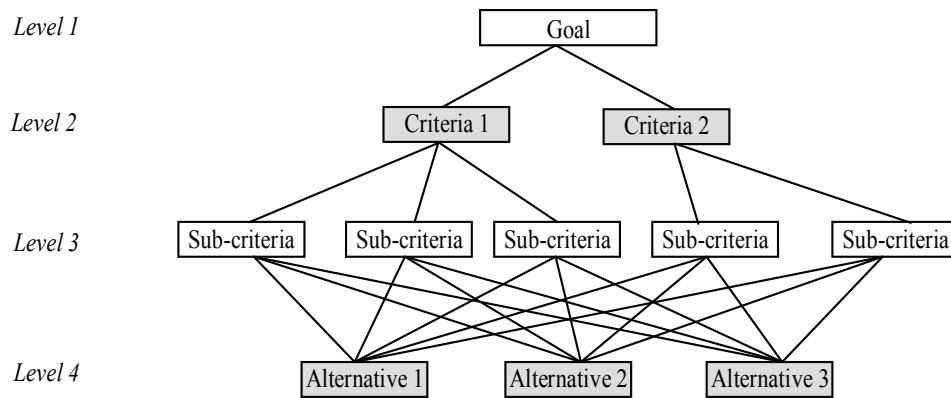 Level 1
Goal
Level 2
Criteria 1
Criteria 2
Level 3
Sub-criteria
Sub-criteria
Sub-criteria
Sub-criteria
Sub-criteria
Level 4
Alternative 1
Alternative 2
Alternative 3